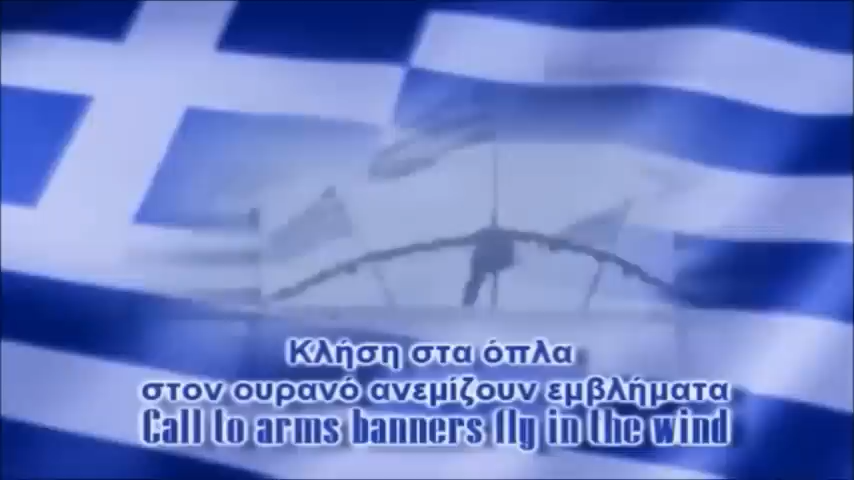 Κλήση στα όπλα
στον ουρανό ανεμίζουν εμβλήματα
Call to arms banners fly in the wind